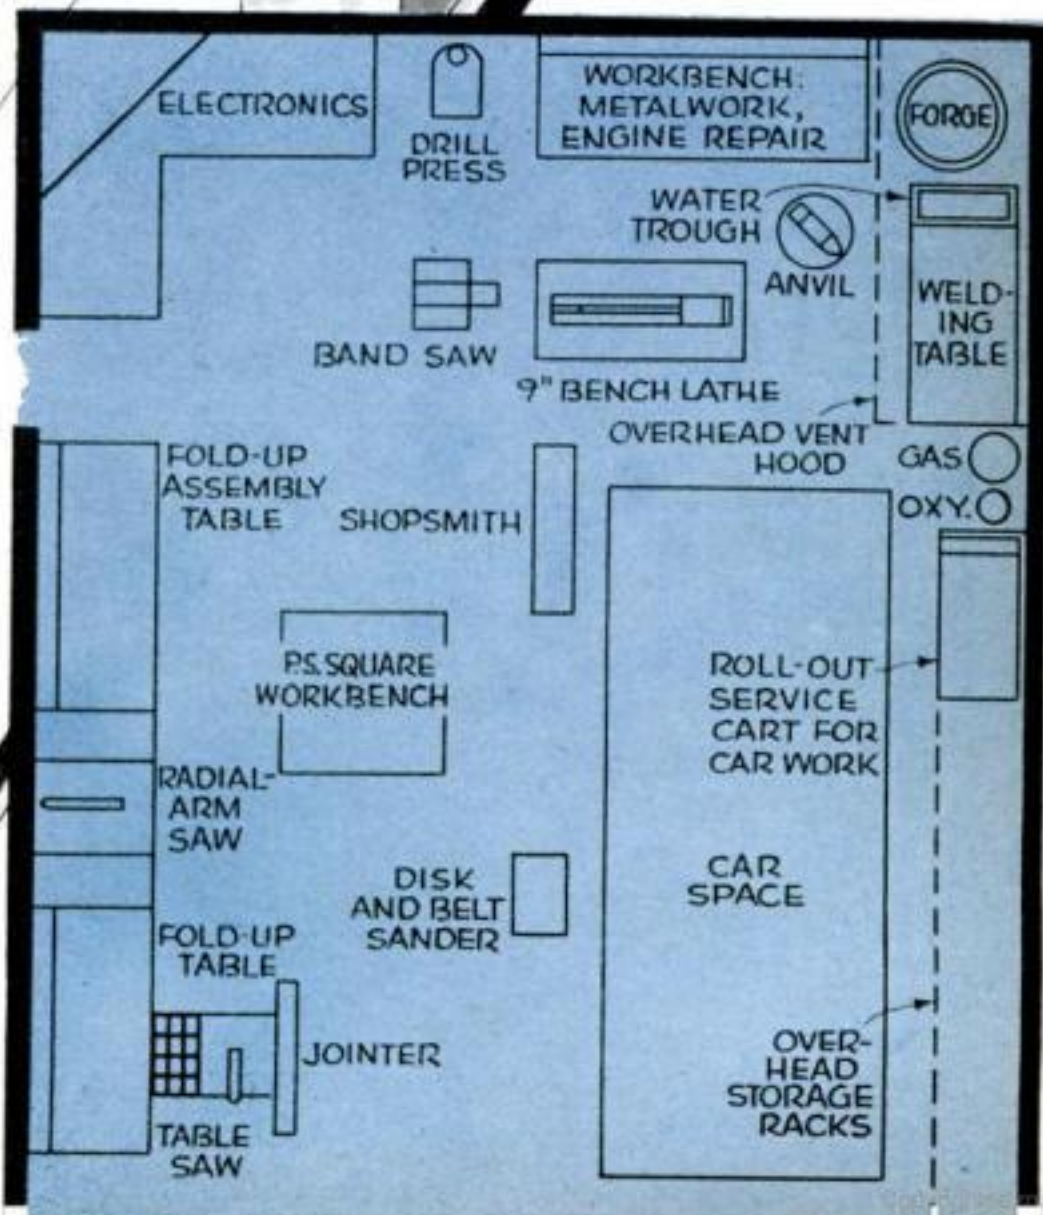 ELECTRONICS
DRILL
PRESS
WORKBENCH:
METALWORK,
ENGINE REPAIR
FORGE
WATER
TROUGH
ANVIL
WELD-
ING
TABLE
BAND SAW
9" BENCH LATHE
OVERHEAD VENT
HOOD
GAS
OXY.
FOLD-UP
ASSEMBLY
TABLE
SHOPSMITH
P.S. SQUARE
WORKBENCH
ROLL-OUT
SERVICE
CART FOR
CAR WORK
RADIAL-
ARM
SAW
CAR
SPACE
DISK
AND BELT
SANDER
FOLD-UP
TABLE
JOINTER
OVER-
HEAD
STORAGE
RACKS
TABLE
SAW